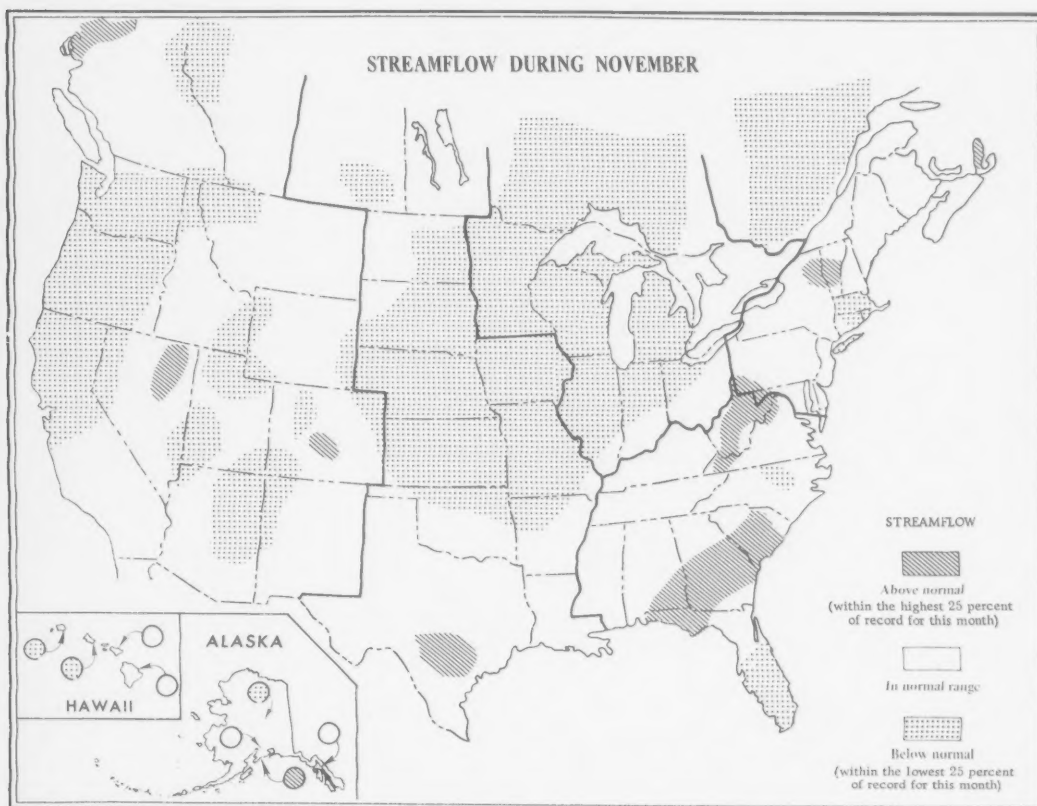 STREAMFLOW DURING NOVEMBER
STREAMFLOW
Above normal
(within the highest 25 percent
of record for this month)
In normal range
Below normal
(within the lowest 25 percent
of record for this month)
ALASKA
HAWAII